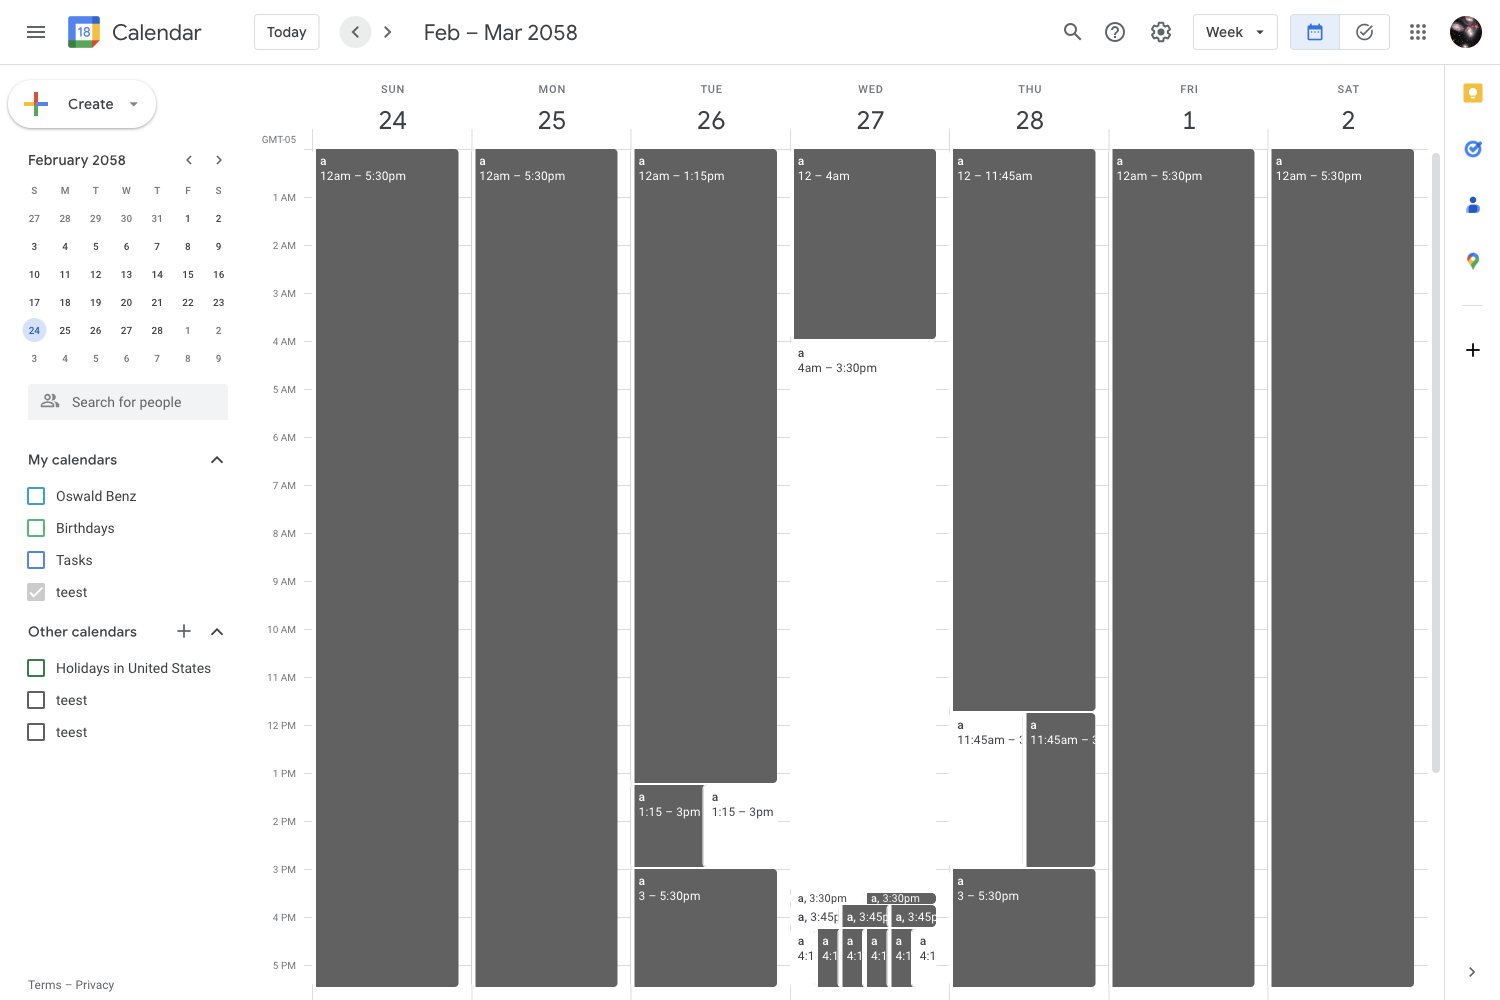 18 Calendar
Today
Feb – Mar 2058
Week
Create
February 2058
S M T W T F S
27 28 29 30 31 1 2
3 4 5 6 7 8 9
10 11 12 13 14 15 16
17 18 19 20 21 22 23
24 25 26 27 28 1 2
3 4 5 6 7 8 9
Search for people
My calendars
Oswald Benz
Birthdays
Tasks
teest
Other calendars
Holidays in United States
teest
teest
Terms – Privacy
SUN MON TUE WED THU FRI SAT
24 25 26 27 28 1 2
GMT-05
1 AM
2 AM
3 AM
4 AM
5 AM
6 AM
7 AM
8 AM
9 AM
10 AM
11 AM
12 PM
1 PM
2 PM
3 PM
4 PM
5 PM
a
12am – 5:30pm
a
12am – 5:30pm
a
12am – 1:15pm
a
1:15 – 3pm
a
1:15 – 3pm
a
3 – 5:30pm
a
12 – 4am
a
4am – 3:30pm
a, 3:30pm
a, 3:30pm
a, 3:45p
a, 3:45p
a, 3:45p
a
4:1
a
4:1
a
4:1
a
4:1
a
4:1
a
4:1
a
12 – 11:45am
a
11:45am – 3
a
11:45am – 3
a
3 – 5:30pm
a
12am – 5:30pm
a
12am – 5:30pm